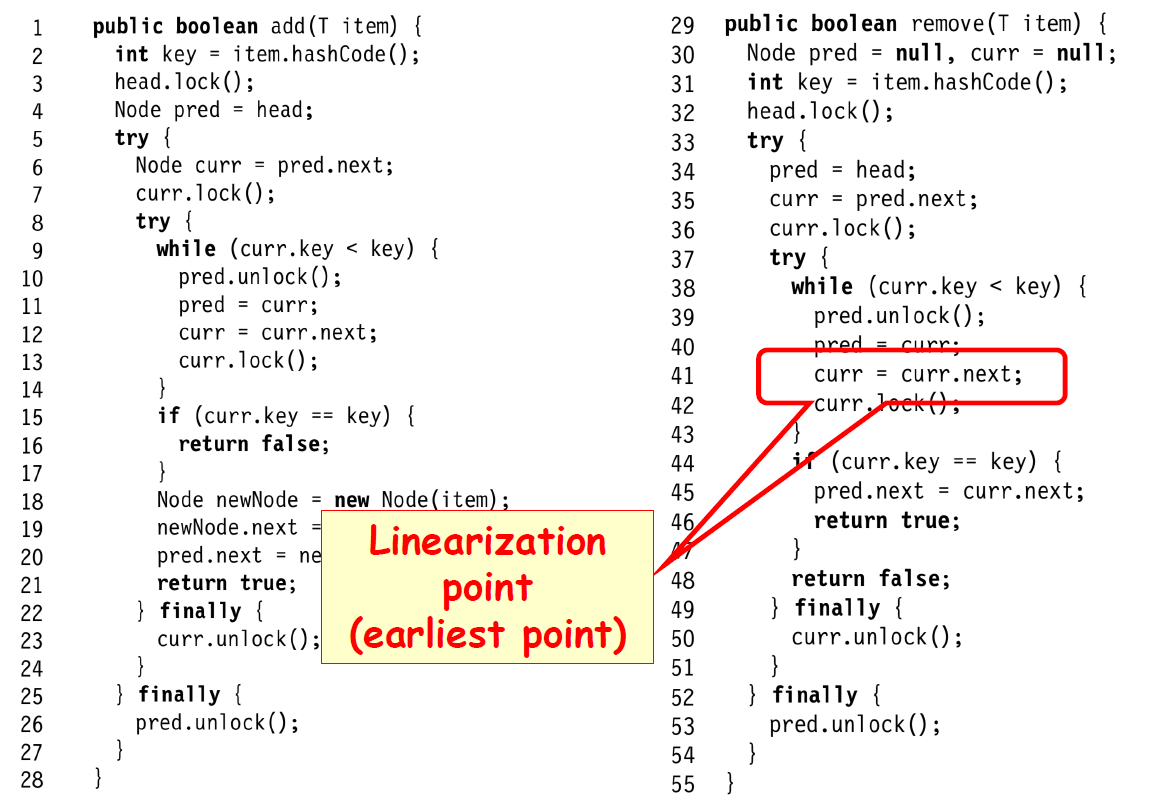 1 public boolean add(T item) {
2 int key = item.hashCode();
3 head.lock();
4 Node pred = head;
5 try {
6 Node curr = pred.next;
7 curr.lock();
8 try {
9 while (curr.key < key) {
10 pred.unlock();
11 pred = curr;
12 curr = curr.next;
13 curr.lock();
14 }
15 if (curr.key == key) {
16 return false;
17 }
18 Node newNode = new Node(item);
19 newNode.next =
20 pred.next = ne
21 return true;
22 } finally {
23 curr.unlock();
24 }
25 } finally {
26 pred.unlock();
27 }
28 }
29 public boolean remove(T item) {
30 Node pred = null, curr = null;
31 int key = item.hashCode();
32 head.lock();
33 try {
34 pred = head;
35 curr = pred.next;
36 curr.lock();
37 try {
38 while (curr.key < key) {
39 pred.unlock();
40 pred = curr;
41 curr = curr.next;
42 curr.lock();
43 }
44 if (curr.key == key) {
45 pred.next = curr.next;
46 return true;
47 }
48 return false;
49 } finally {
50 curr.unlock();
51 }
52 } finally {
53 pred.unlock();
54 }
55 }
Linearization
point
(earliest point)